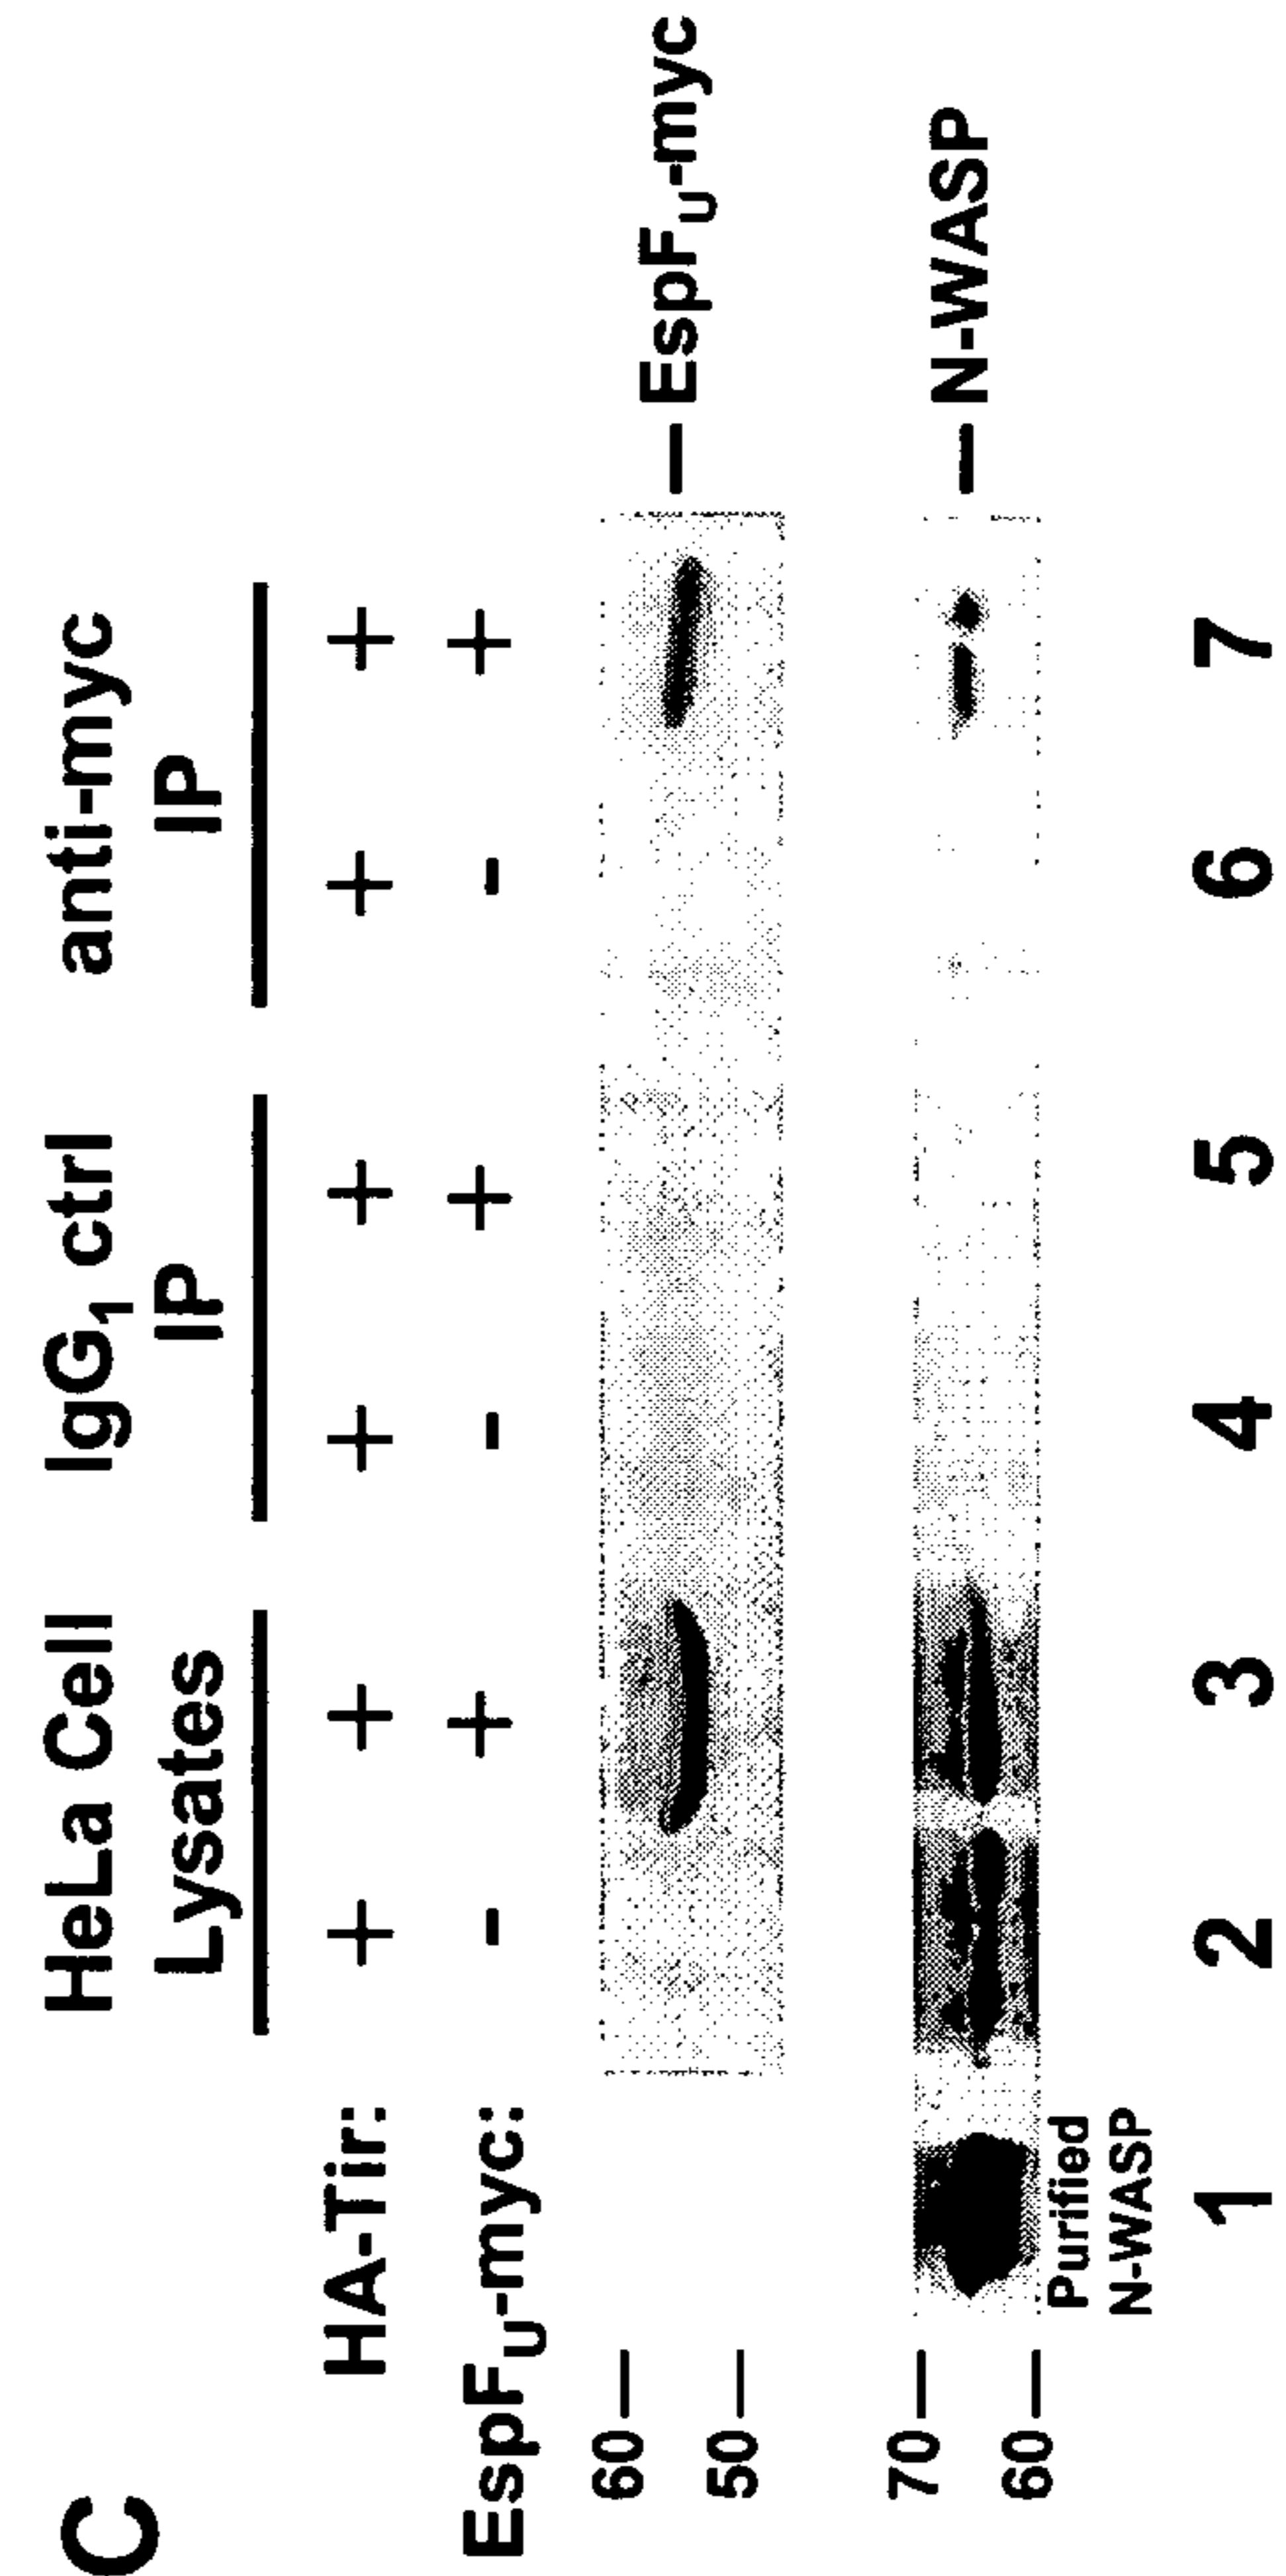 C
HeLa Cell Lysates
IgG1 ctrl IP
anti-myc IP
HA-Tir: + + + + + +
EspFU-myc: - + - + - +
60
50
EspFU-myc
70
60
N-WASP
Purified N-WASP
1 2 3 4 5 6 7